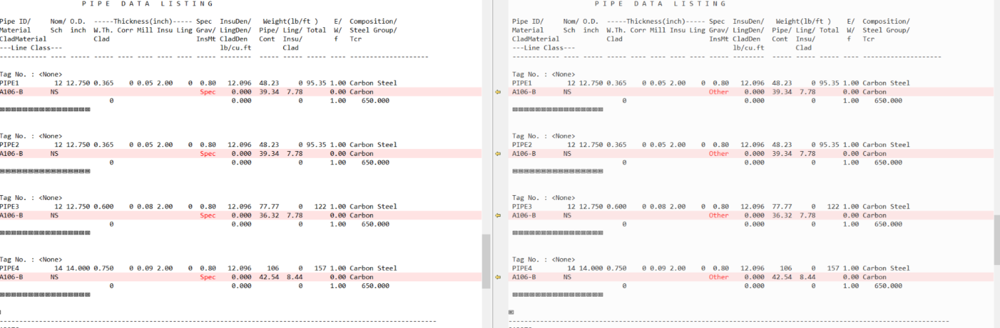 P I P E   D A T A   L I S T I N G
Pipe ID/     Nom/ O.D.  -----Thickness(inch)----- Spec  InsuDen/   Weight(lb/ft )    E/  Composition/
Material     Sch  inch  W.Th. Corr Mill Insu Ling Grav/ LingDen/ Pipe/ Ling/ Total  W/  Steel Group/
CladMaterial            Clad                      InsMt CladDen  Cont  Insu/         f   Tcr
---Line Class---                                        lb/cu.ft       Clad
Tag No. : <None>
PIPE1        12 12.750 0.365    0 0.05 2.00    0  0.80   12.096  48.23     0 95.35 1.00 Carbon Steel
A106-B       NS                                   Spec    0.000  39.34  7.78       0.00 Carbon
0                             0.000            0       1.00    650.000
Tag No. : <None>
PIPE2        12 12.750 0.365    0 0.05 2.00    0  0.80   12.096  48.23     0 95.35 1.00 Carbon Steel
A106-B       NS                                   Spec    0.000  39.34  7.78       0.00 Carbon
0                             0.000            0       1.00    650.000
Tag No. : <None>
PIPE3        12 12.750 0.600    0 0.08 2.00    0  0.80   12.096  77.77     0   122 1.00 Carbon Steel
A106-B       NS                                   Spec    0.000  36.32  7.78       0.00 Carbon
0                             0.000            0       1.00    650.000
Tag No. : <None>
PIPE4        14 14.000 0.750    0 0.09 2.00    0  0.80   12.096    106     0   157 1.00 Carbon Steel
A106-B       NS                                   Spec    0.000  42.54  8.44       0.00 Carbon
0                             0.000            0       1.00    650.000
P I P E   D A T A   L I S T I N G
Pipe ID/     Nom/ O.D.  -----Thickness(inch)----- Spec  InsuDen/   Weight(lb/ft )    E/  Composition/
Material     Sch  inch  W.Th. Corr Mill Insu Ling Grav/ LingDen/ Pipe/ Ling/ Total  W/  Steel Group/
CladMaterial            Clad                      InsMt CladDen  Cont  Insu/         f   Tcr
---Line Class---                                        lb/cu.ft       Clad
Tag No. : <None>
PIPE1        12 12.750 0.365    0 0.05 2.00    0  0.80   12.096  48.23     0 95.35 1.00 Carbon Steel
A106-B       NS                                   Other   0.000  39.34  7.78       0.00 Carbon
0                             0.000            0       1.00    650.000
Tag No. : <None>
PIPE2        12 12.750 0.365    0 0.05 2.00    0  0.80   12.096  48.23     0 95.35 1.00 Carbon Steel
A106-B       NS                                   Other   0.000  39.34  7.78       0.00 Carbon
0                             0.000            0       1.00    650.000
Tag No. : <None>
PIPE3        12 12.750 0.600    0 0.08 2.00    0  0.80   12.096  77.77     0   122 1.00 Carbon Steel
A106-B       NS                                   Other   0.000  36.32  7.78       0.00 Carbon
0                             0.000            0       1.00    650.000
Tag No. : <None>
PIPE4        14 14.000 0.750    0 0.09 2.00    0  0.80   12.096    106     0   157 1.00 Carbon Steel
A106-B       NS                                   Other   0.000  42.54  8.44       0.00 Carbon
0                             0.000            0       1.00    650.000